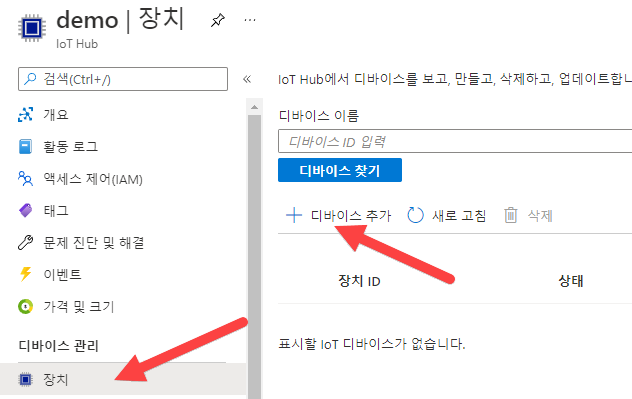 demo | 장치
IoT Hub
검색(Ctrl+/)
개요
활동 로그
액세스 제어(IAM)
태그
문제 진단 및 해결
이벤트
가격 및 크기
디바이스 관리
장치
IoT Hub에서 디바이스를 보고, 만들고, 삭제하고, 업데이트합니
디바이스 이름
디바이스 ID 입력
디바이스 찾기
디바이스 추가 새로 고침 삭제
장치 ID 상태
표시할 IoT 디바이스가 없습니다.